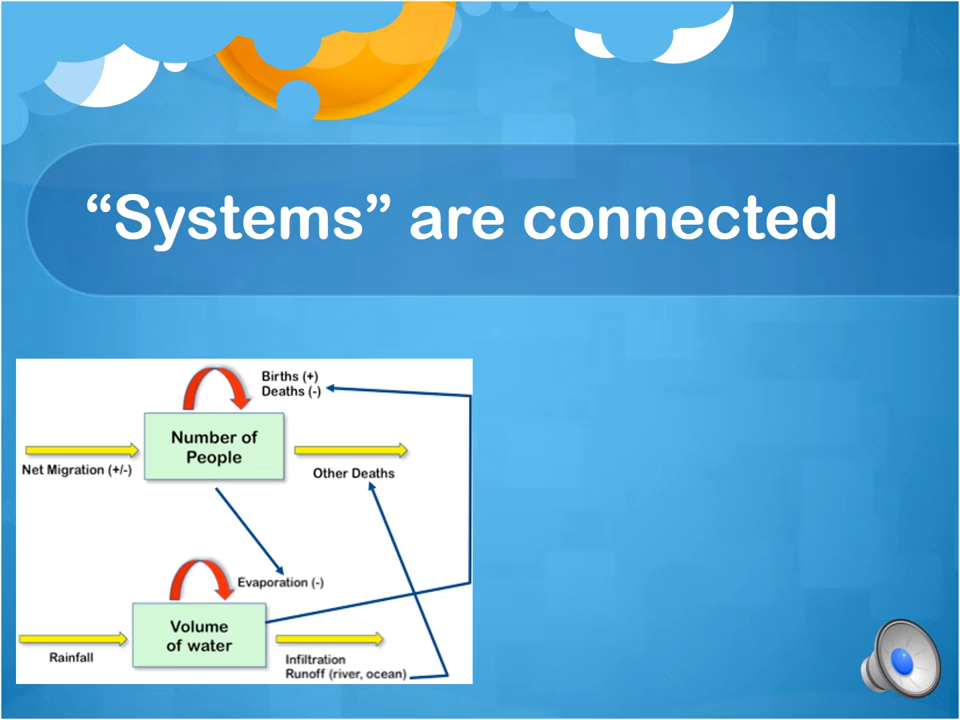 “Systems” are connected
Births (+)
Deaths (-)
Number of
People
Net Migration (+/-)
Other Deaths
Evaporation (-)
Volume
of water
Rainfall
Infiltration
Runoff (river, ocean)